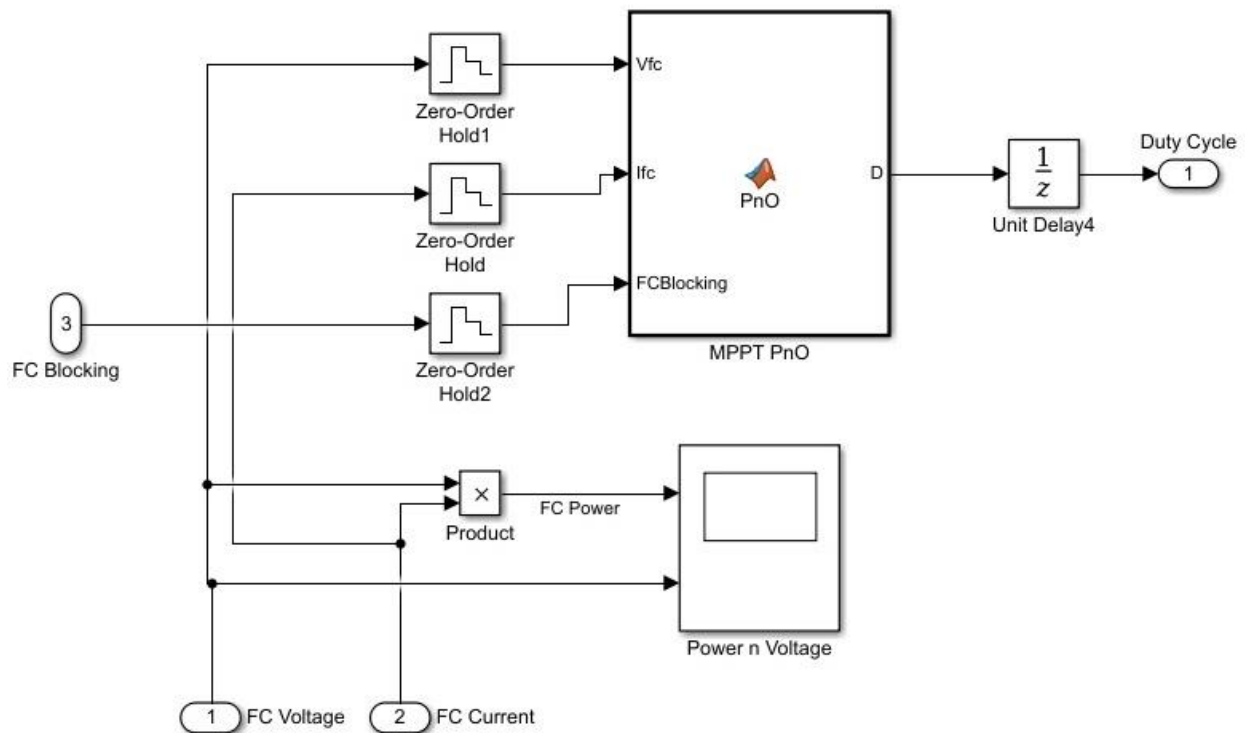 Zero-Order
Hold1
Vfc
Zero-Order
Hold
Ifc
Zero-Order
Hold2
FCBlocking
PnO
D
MPPT PnO
1
z
Unit Delay4
Duty Cycle
1
3
FC Blocking
×
Product
FC Power
Power n Voltage
1
FC Voltage
2
FC Current